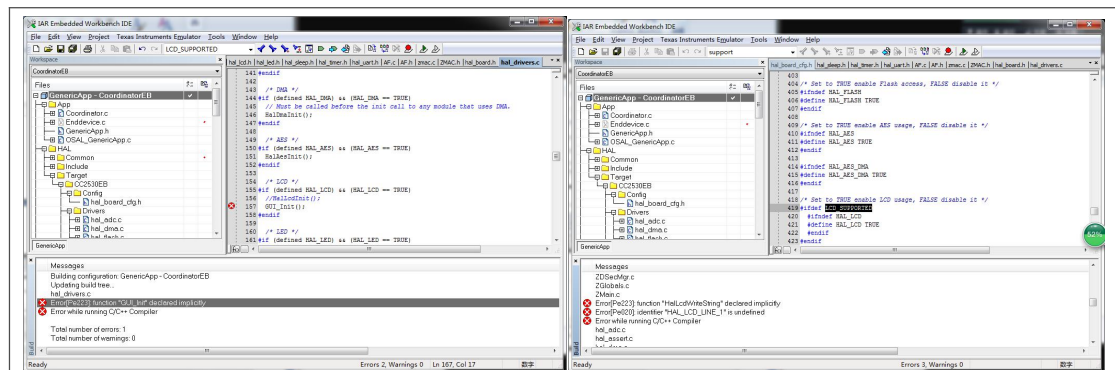 IAR Embedded Workbench IDE
File Edit View Project Texas Instruments Emulator Tools Window Help
LCD_SUPPORTED
Workspace
hal_lcd.h | hal_led.h | hal_sleep.h | hal_timer.h | hal_uart.h | AF.c | AF.h | zmac.c | ZMAC.h | hal_board.h | hal_drivers.c
CoordinatorEB
Files
GenericApp - CoordinatorEB
App
Coordinator.c
Enddevice.c
GenericApp.h
OSAL_GenericApp.c
HAL
Common
Include
Target
CC2530EB
Config
hal_board_cfg.h
Drivers
hal_adc.c
hal_dma.c
hal_flash.c
GenericApp
141 #endif
142
143 /* DMA */
144 #if (defined HAL_DMA) && (HAL_DMA == TRUE)
145 // Must be called before the init call to any module that uses DMA.
146 HalDmaInit();
147 #endif
148
149 /* AES */
150 #if (defined HAL_AES) && (HAL_AES == TRUE)
151 HalAesInit();
152 #endif
153
154 /* LCD */
155 #if (defined HAL_LCD) && (HAL_LCD == TRUE)
156 //HalLcdInit();
157 GUI_Init();
158 #endif
159
160 /* LED */
161 #if (defined HAL_LED) && (HAL_LED == TRUE)
Messages
Building configuration: GenericApp - CoordinatorEB
Updating build tree...
hal_drivers.c
Error[Pe223]: function "GUI_Init" declared implicitly
Error while running C/C++ Compiler
Total number of errors: 1
Total number of warnings: 0
Build
Ready
Errors 2, Warnings 0
Ln 167, Col 17
数字
IAR Embedded Workbench IDE
File Edit View Project Texas Instruments Emulator Tools Window Help
support
Workspace
hal_board_cfg.h | hal_sleep.h | hal_timer.h | hal_uart.h | AF.c | AF.h | zmac.c | ZMAC.h | hal_board.h | hal_drivers.c
CoordinatorEB
Files
GenericApp - CoordinatorEB
App
Coordinator.c
Enddevice.c
GenericApp.h
OSAL_GenericApp.c
HAL
Common
Include
Target
CC2530EB
Config
hal_board_cfg.h
Drivers
hal_adc.c
hal_dma.c
hal_flash.c
GenericApp
403
404 /* Set to TRUE enable Flash access, FALSE disable it */
405 #ifndef HAL_FLASH
406 #define HAL_FLASH TRUE
407 #endif
408
409 /* Set to TRUE enable AES usage, FALSE disable it */
410 #ifndef HAL_AES
411 #define HAL_AES TRUE
412 #endif
413
414 #ifndef HAL_AES_DMA
415 #define HAL_AES_DMA TRUE
416 #endif
417
418 /* Set to TRUE enable LCD usage, FALSE disable it */
419 #ifdef LCD_SUPPORTED
420 #ifndef HAL_LCD
421 #define HAL_LCD TRUE
422 #endif
423 #endif
52%
Messages
ZDSecMgr.c
ZGlobals.c
ZMain.c
Error[Pe223]: function "HalLcdWriteString" declared implicitly
Error[Pe020]: identifier "HAL_LCD_LINE_1" is undefined
Error while running C/C++ Compiler
hal_adc.c
hal_assert.c
Build
Ready
Errors 3, Warnings 0
数字